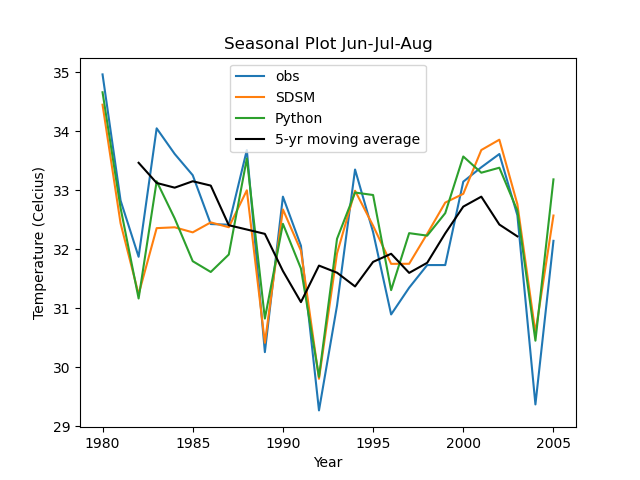 Seasonal Plot Jun-Jul-Aug
obs
SDSM
Python
5-yr moving average
Temperature (Celcius)
35
34
33
32
31
30
29
1980 1985 1990 1995 2000 2005
Year